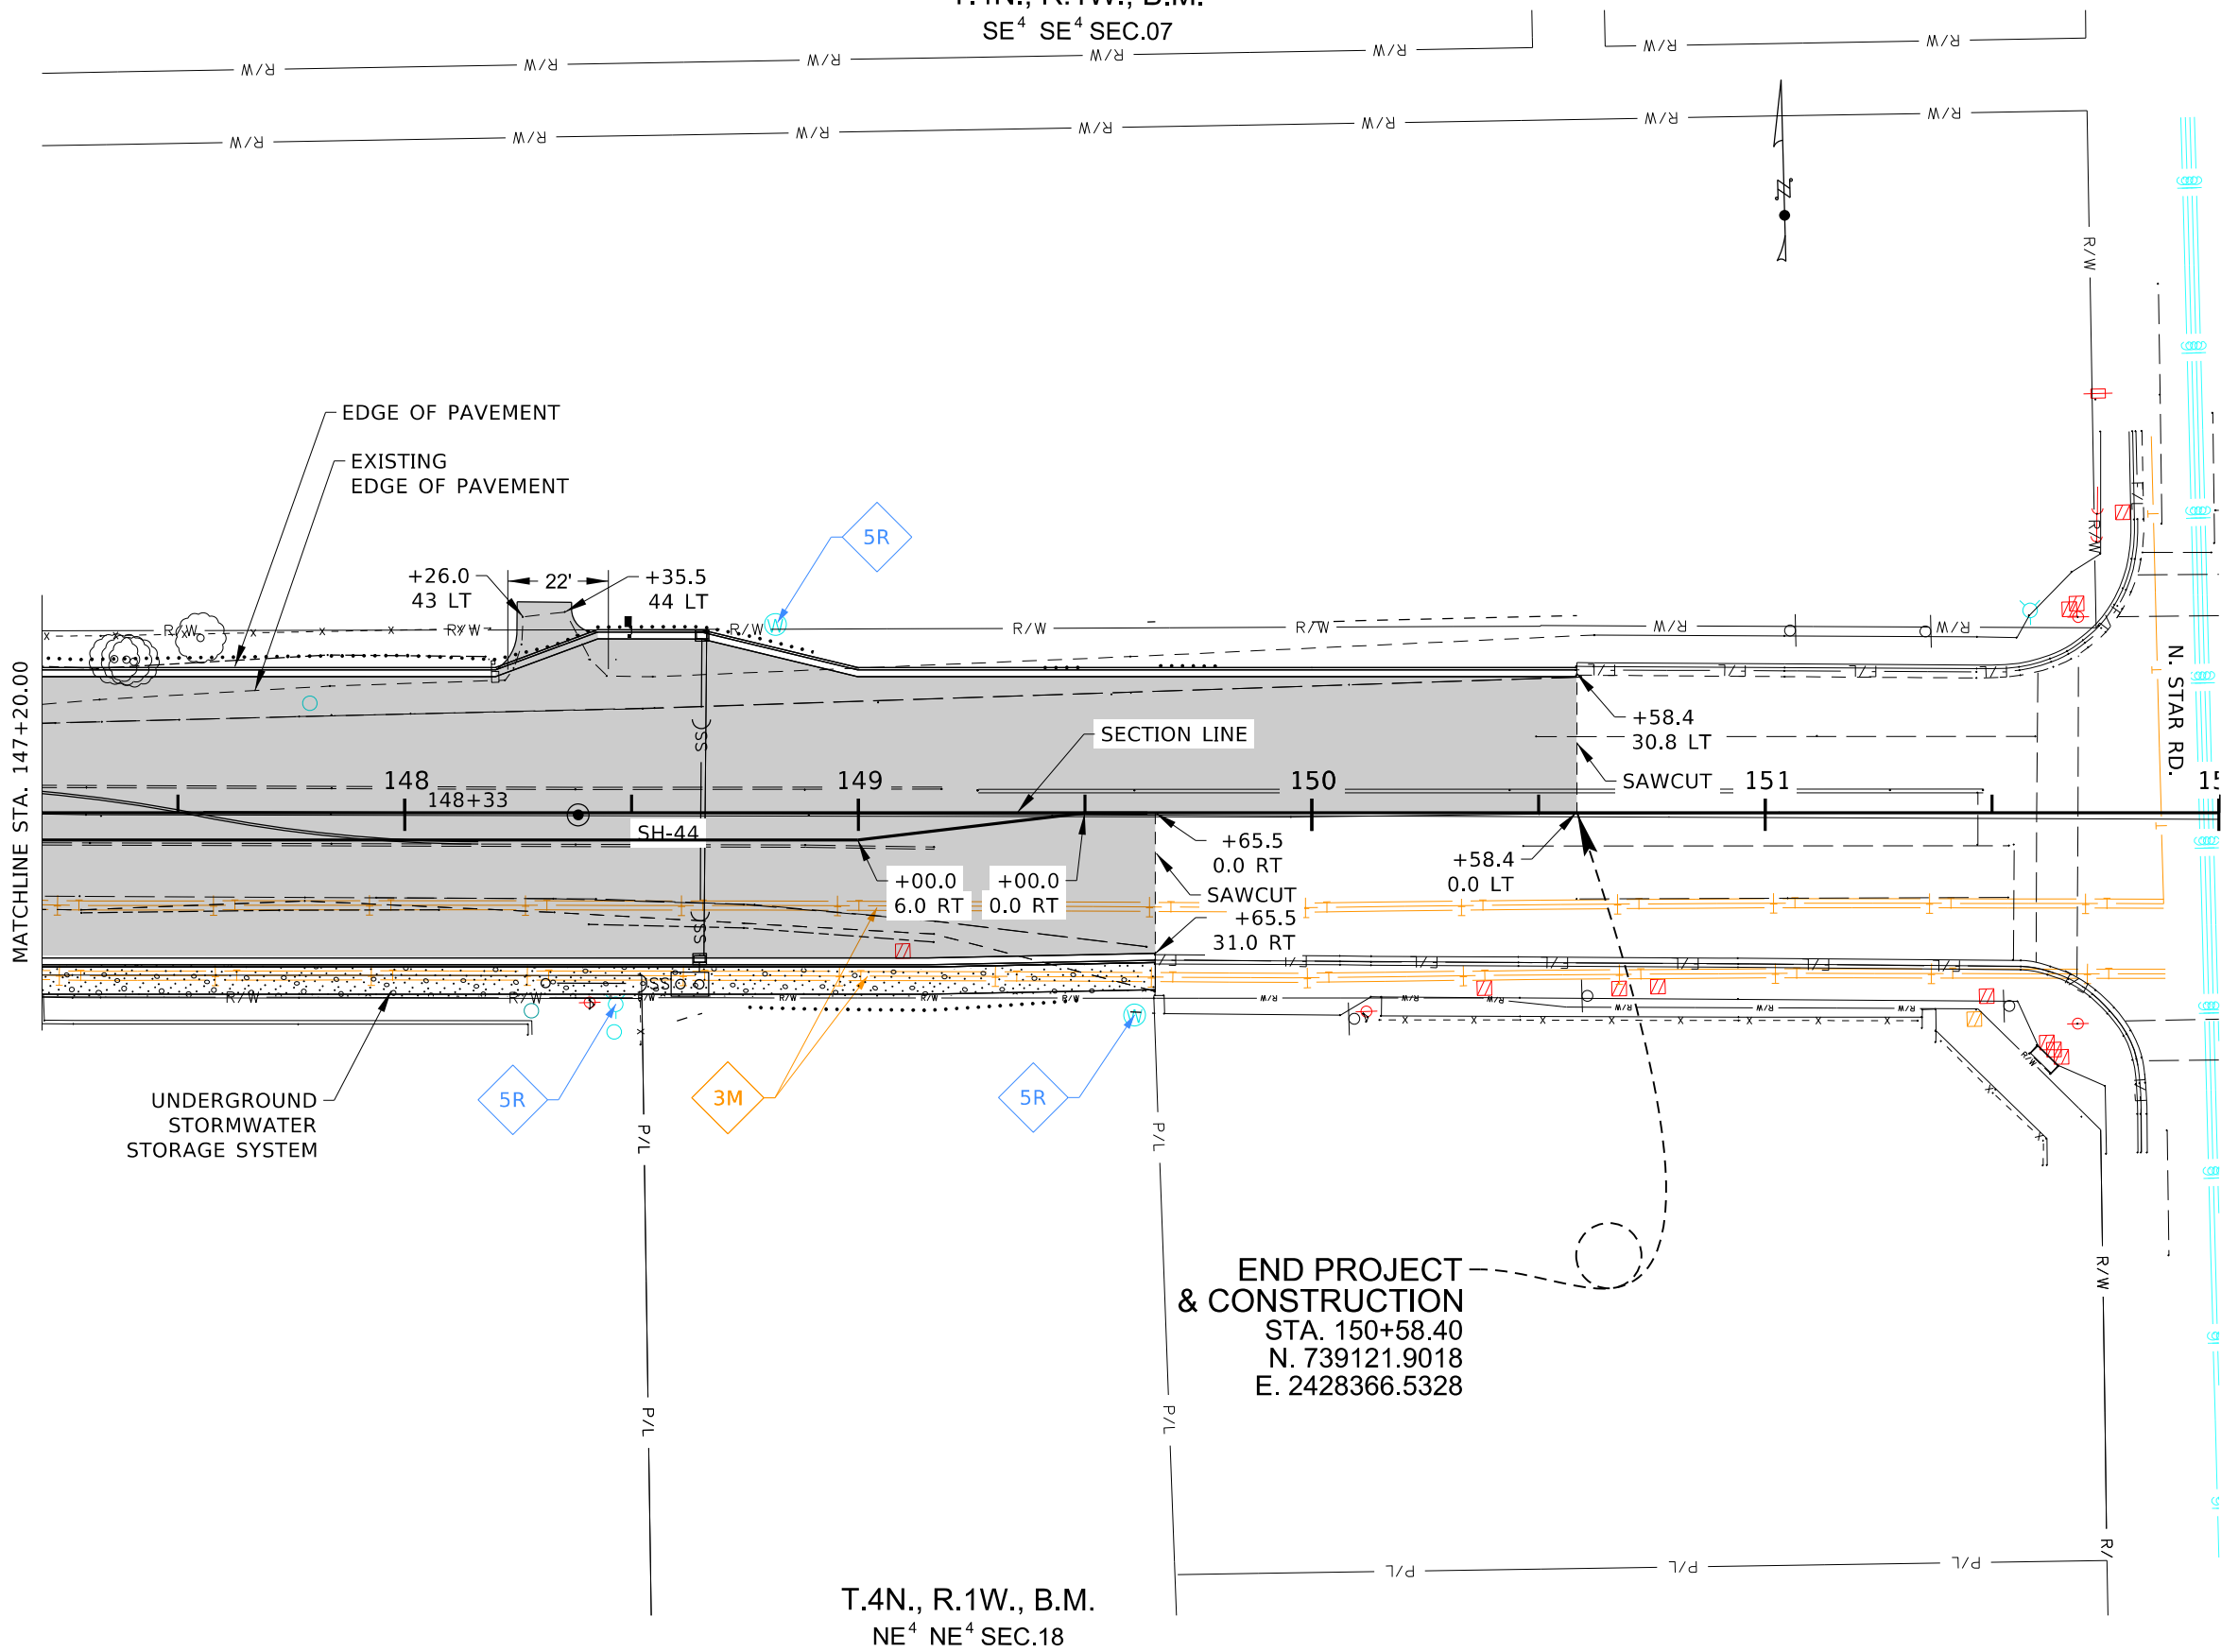 T.4N., R.1W., B.M.
SE⁴ SE⁴ SEC.07
R/W R/W R/W R/W R/W R/W R/W
R/W R/W R/W R/W R/W R/W R/W
N
R/W
EDGE OF PAVEMENT
EXISTING
EDGE OF PAVEMENT
5R
+26.0
43 LT
22'
+35.5
44 LT
R/W R/W R/W R/W R/W R/W R/W
R/W
N. STAR RD.
MATCHLINE STA. 147+20.00
F/L F/L F/L F/L F/L
+58.4
30.8 LT
SECTION LINE
SAWCUT
148 149 150 151 15
148+33
SH-44
SS
+65.5
0.0 RT
+58.4
0.0 LT
+00.0
6.0 RT
+00.0
0.0 RT
SAWCUT
+65.5
31.0 RT
SS
SS
F/L F/L F/L F/L F/L F/L F/L
R/W R/W R/W R/W R/W R/W R/W R/W R/W R/W R/W R/W
W
W
UNDERGROUND
STORMWATER
STORAGE SYSTEM
5R
3M
5R
P/L P/L
END PROJECT
& CONSTRUCTION
STA. 150+58.40
N. 739121.9018
E. 2428366.5328
R/W
P/L P/L
P/L P/L P/L
R/
T.4N., R.1W., B.M.
NE⁴ NE⁴ SEC.18